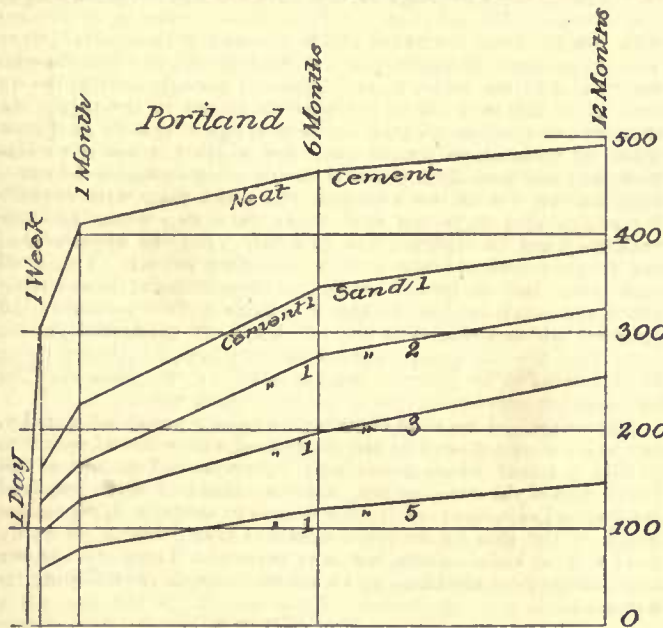 1 Day
1 Week
1 Month
6 Months
12 Months
Portland
Neat Cement
Cement 1 Sand 1
" 1 " 2
" 1 " 3
" 1 " 5
500
400
300
200
100
0